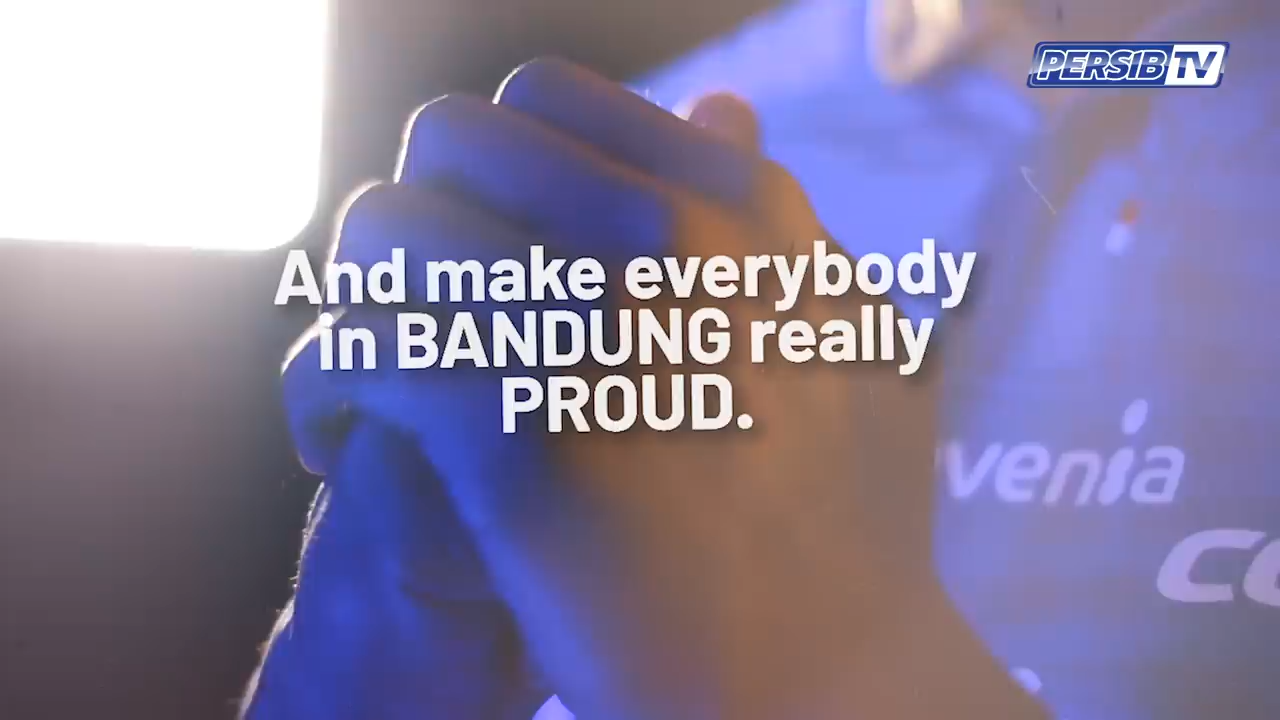 PERSIB TV
And make everybody
in BANDUNG really
PROUD.
venia